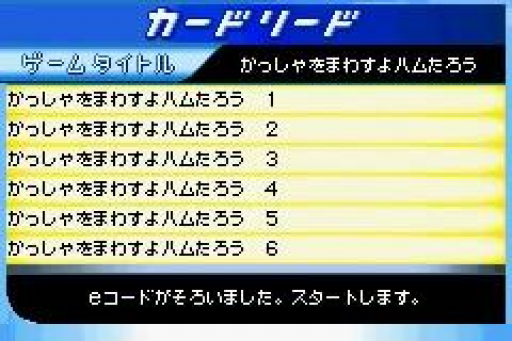 カードリード
ゲームタイトル かっしゃをまわすよハムたろう
かっしゃをまわすよハムたろう 1
かっしゃをまわすよハムたろう 2
かっしゃをまわすよハムたろう 3
かっしゃをまわすよハムたろう 4
かっしゃをまわすよハムたろう 5
かっしゃをまわすよハムたろう 6
eコードがそろいました。スタートします。